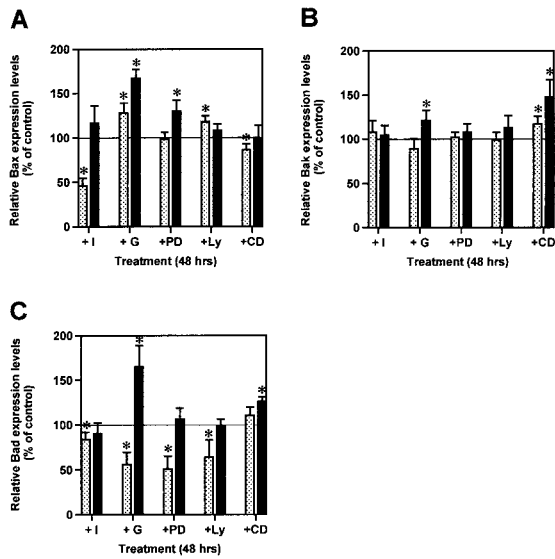 A
Relative Bax expression levels
(% of control)
200
150
100
50
0
* * * * * *
+ I + G +PD +Ly +CD
Treatment (48 hrs)
B
Relative Bak expression levels
(% of control)
200
150
100
50
0
* * *
+ I + G +PD +Ly +CD
Treatment (48 hrs)
C
Relative Bad expression levels
(% of control)
200
150
100
50
0
* * * * * *
+ I + G +PD +Ly +CD
Treatment (48 hrs)